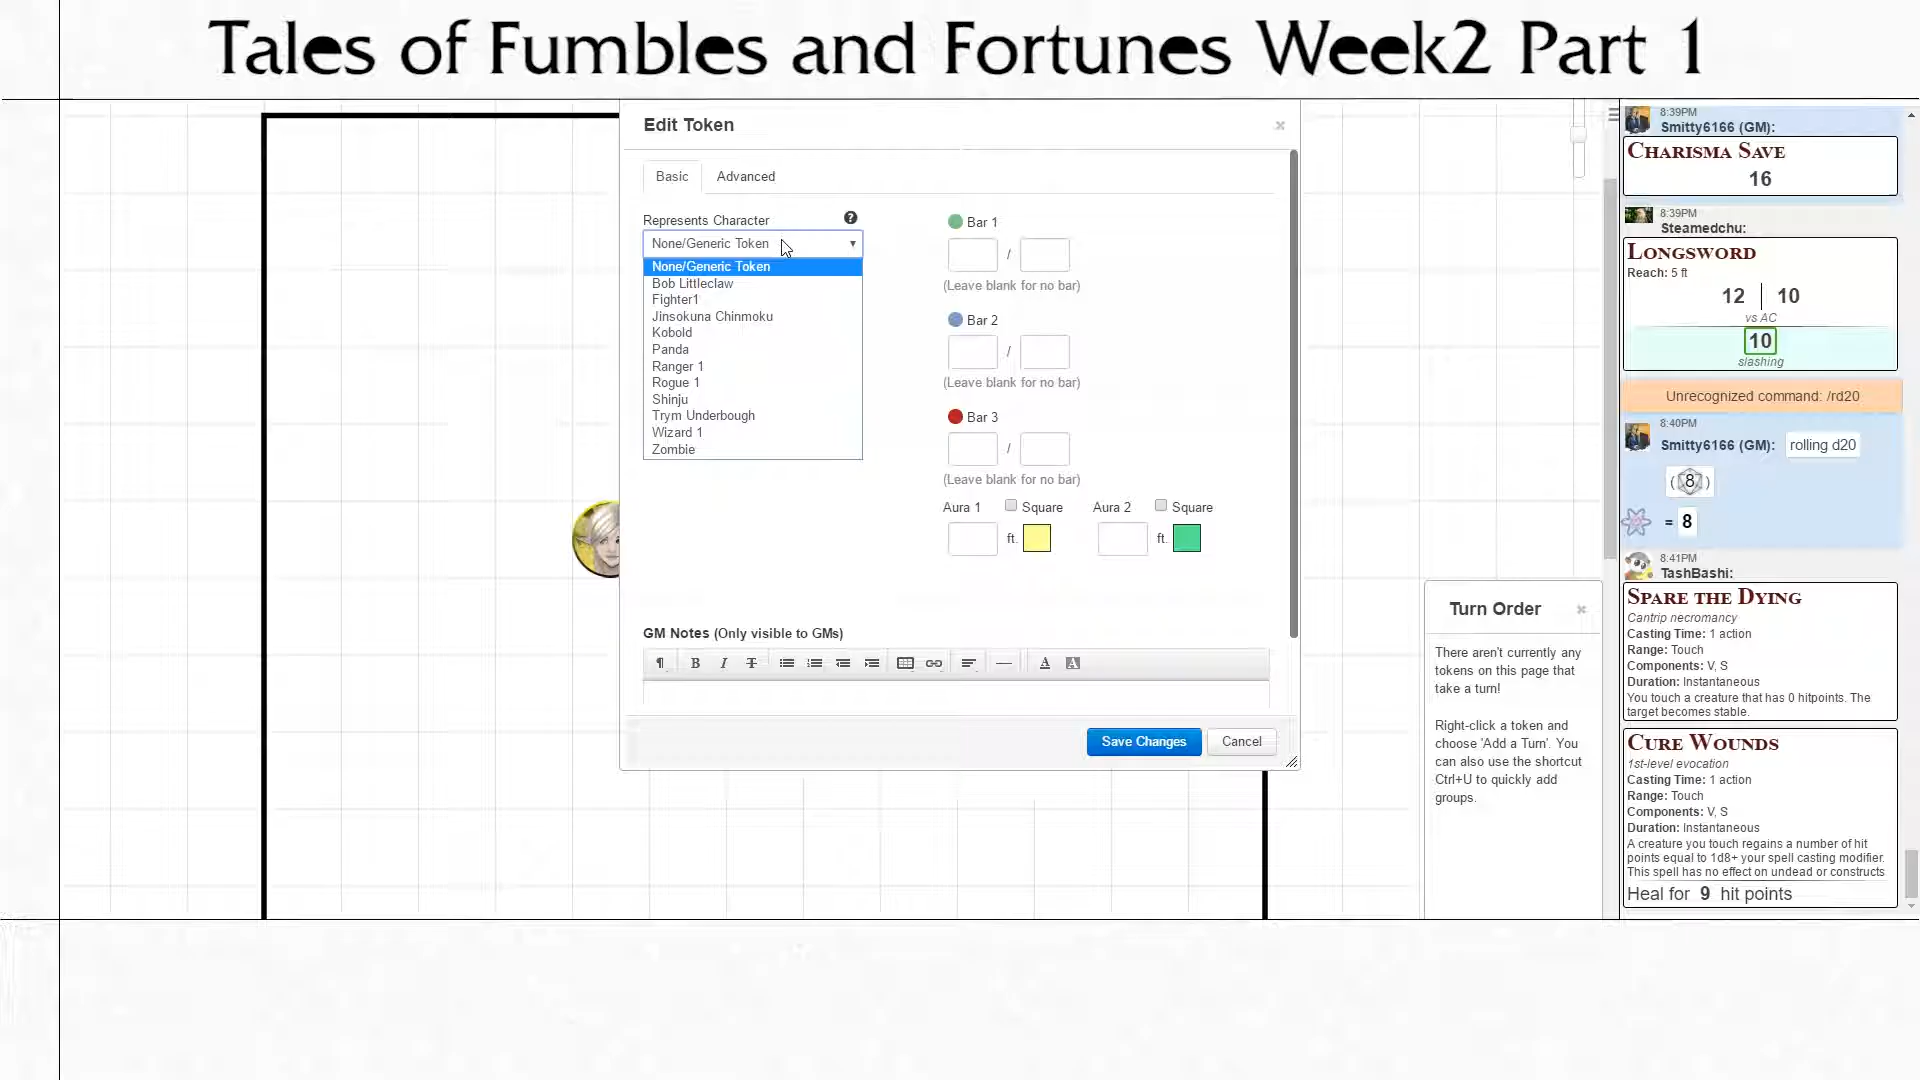 Tales of Fumbles and Fortunes Week2 Part 1
Edit Token
×
Basic
Advanced
Represents Character
?
None/Generic Token
None/Generic Token
Bob Littleclaw
Fighter1
Jinsokuna Chinmoku
Kobold
Panda
Ranger 1
Rogue 1
Shinju
Trym Underbough
Wizard 1
Zombie
Bar 1
/
(Leave blank for no bar)
Bar 2
/
(Leave blank for no bar)
Bar 3
/
(Leave blank for no bar)
Aura 1 Square Aura 2 Square
ft. ft.
GM Notes (Only visible to GMs)
¶ B I T A A
Save Changes Cancel
Turn Order ×
There aren't currently any
tokens on this page that
take a turn!
Right-click a token and
choose 'Add a Turn'. You
can also use the shortcut
Ctrl+U to quickly add
groups.
8:39PM
Smitty6166 (GM):
CHARISMA SAVE
16
8:39PM
Steamedchu:
LONGSWORD
Reach: 5 ft
12 | 10
vs AC
10
slashing
Unrecognized command: /rd20
8:40PM
Smitty6166 (GM): rolling d20
(8)
= 8
8:41PM
TashBashi:
SPARE THE DYING
Cantrip necromancy
Casting Time: 1 action
Range: Touch
Components: V, S
Duration: Instantaneous
You touch a creature that has 0 hitpoints. The
target becomes stable.
CURE WOUNDS
1st-level evocation
Casting Time: 1 action
Range: Touch
Components: V, S
Duration: Instantaneous
A creature you touch regains a number of hit
points equal to 1d8+ your spell casting modifier.
This spell has no effect on undead or constructs
Heal for 9 hit points